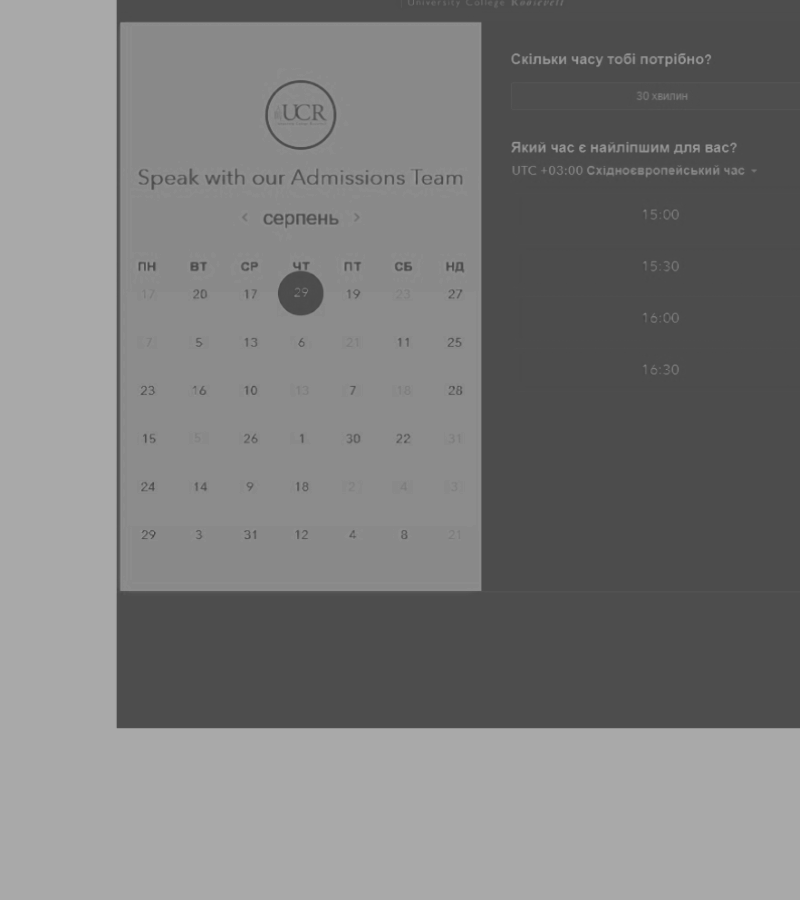 University College Roosevelt
UCR
Speak with our Admissions Team
< серпень >
ПН ВТ СР ЧТ ПТ СБ НД
17 20 17 29 19 23 27
7 5 13 6 21 11 25
23 16 10 13 7 18 28
15 5 26 1 30 22 31
24 14 9 18 2 4 3
29 3 31 12 4 8 21
Скільки часу тобі потрібно?
30 хвилин
Який час є найліпшим для вас?
UTC +03:00 Східноєвропейський час
15:00
15:30
16:00
16:30